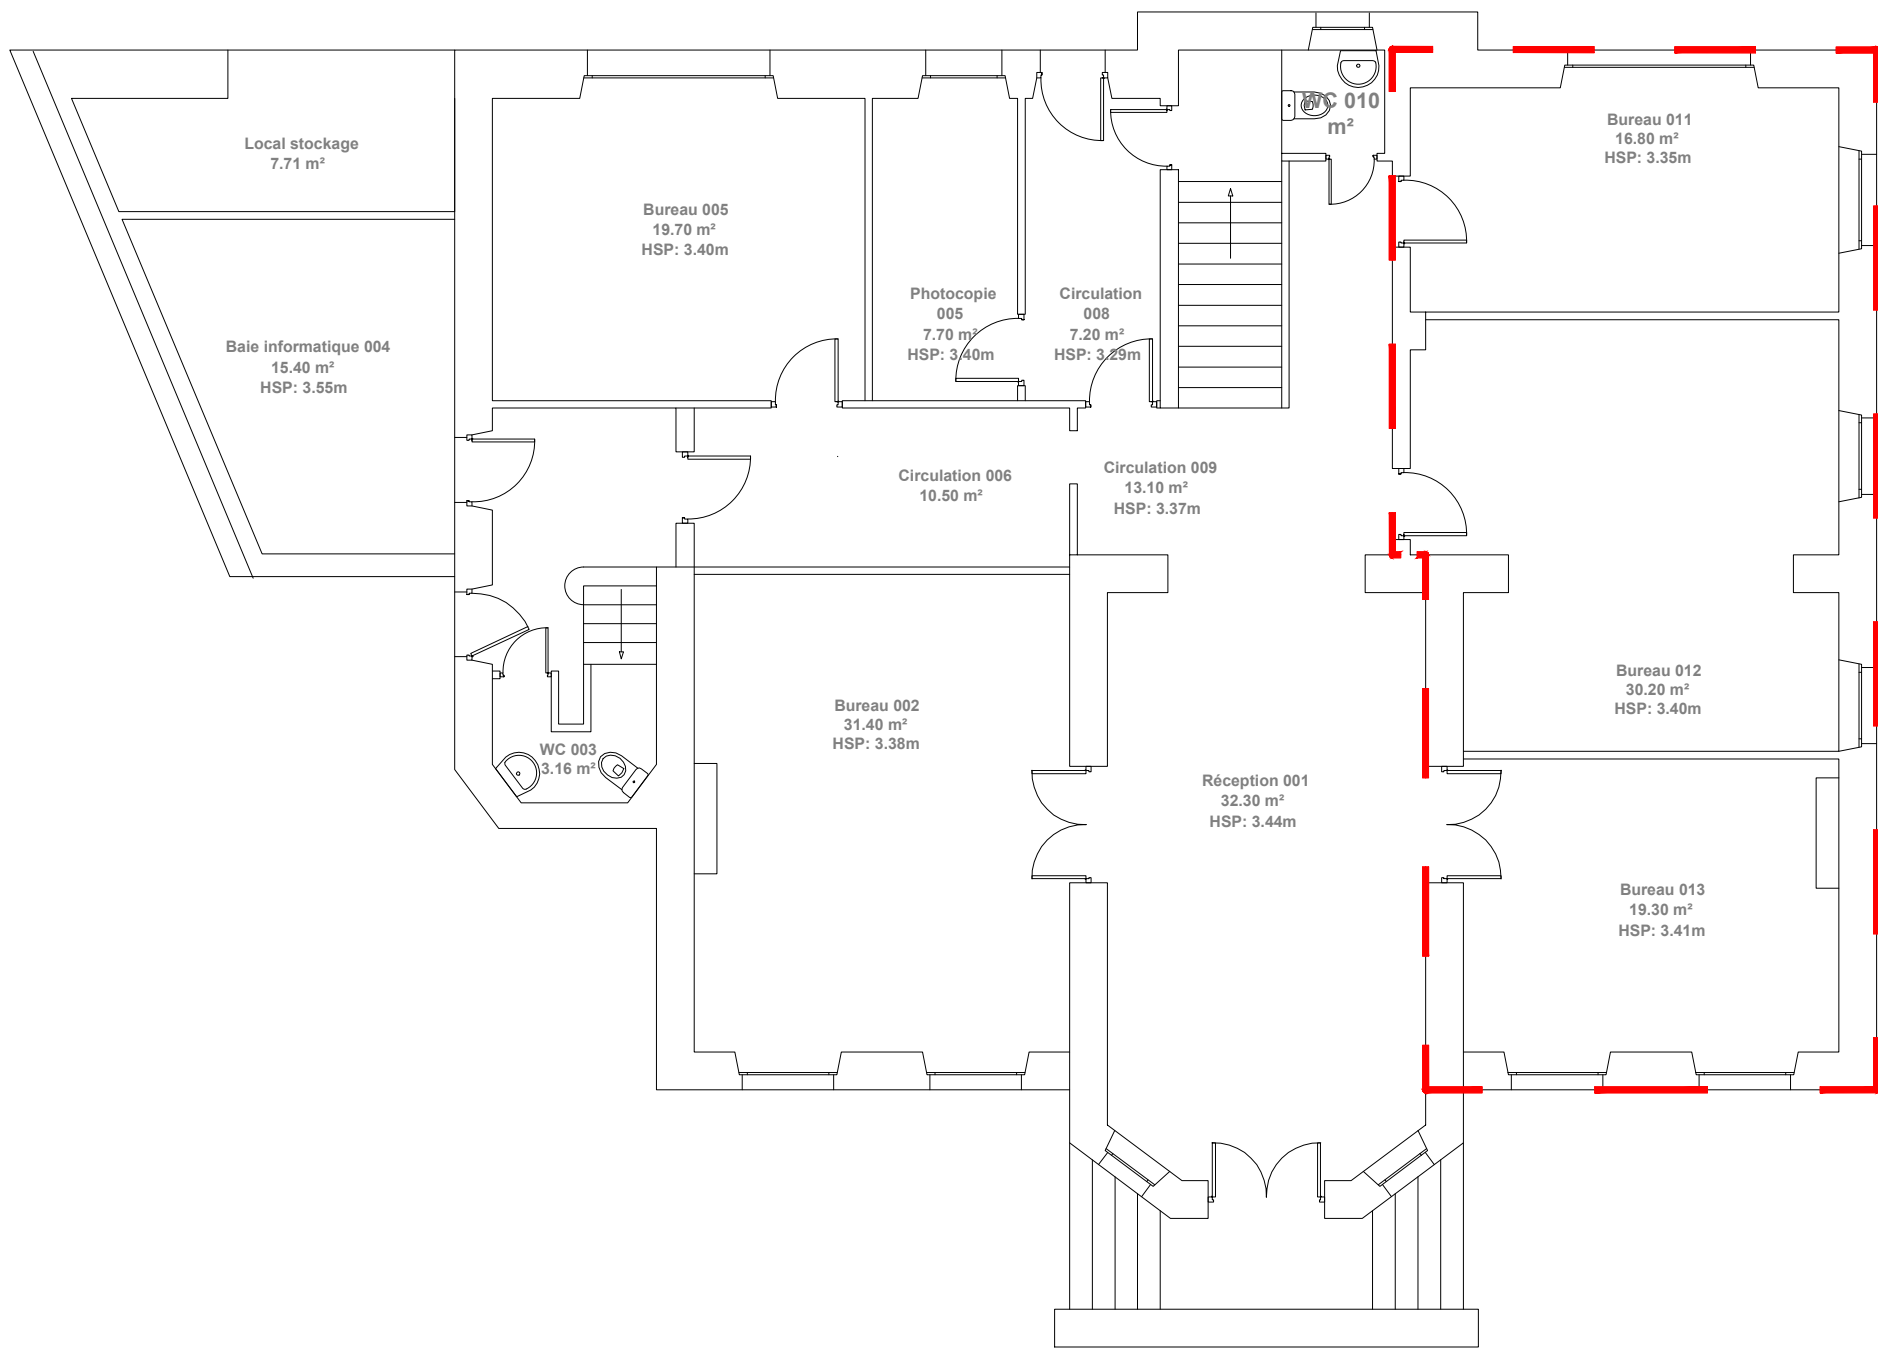 Local stockage
7.71 m²
Baie informatique 004
15.40 m²
HSP: 3.55m
Bureau 005
19.70 m²
HSP: 3.40m
Photocopie
005
7.70 m²
HSP: 3.40m
Circulation
008
7.20 m²
HSP: 3.29m
WC 010
m²
Bureau 011
16.80 m²
HSP: 3.35m
Circulation 006
10.50 m²
Circulation 009
13.10 m²
HSP: 3.37m
Bureau 002
31.40 m²
HSP: 3.38m
WC 003
3.16 m²
Réception 001
32.30 m²
HSP: 3.44m
Bureau 012
30.20 m²
HSP: 3.40m
Bureau 013
19.30 m²
HSP: 3.41m